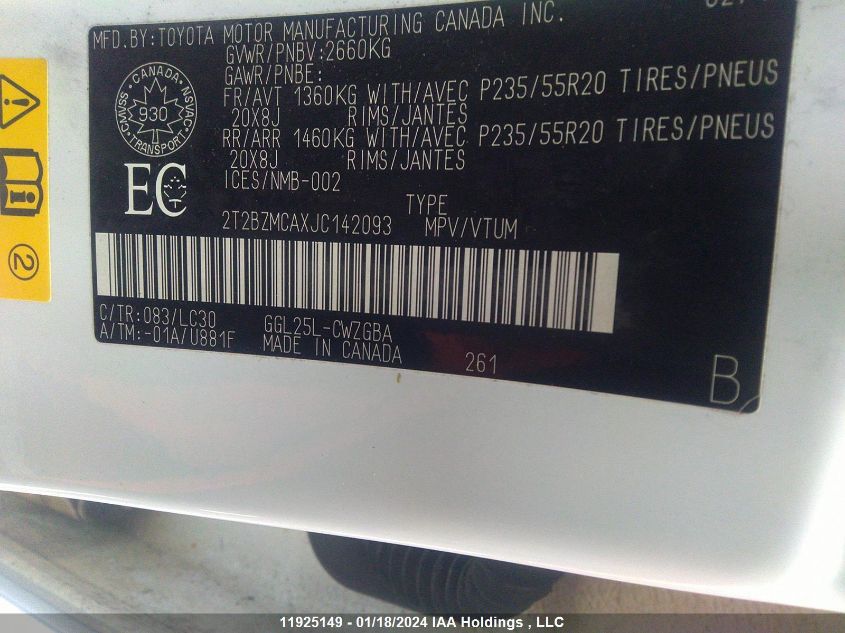 MFD.BY:TOYOTA MOTOR MANUFACTURING CANADA INC.
GVWR/PNBV:2660KG
GAWR/PNBE:
FR/AVT 1360KG WITH/AVEC P235/55R20 TIRES/PNEUS
20X8J RIMS/JANTES
RR/ARR 1460KG WITH/AVEC P235/55R20 TIRES/PNEUS
20X8J RIMS/JANTES
ICES/NMB-002
CANADA
CMVSS NSVAC
930
TRANSPORT
EC
TYPE
2T2BZMCAXJC142093 MPV/VTUM
2
C/TR:083/LC30 GGL25L-CWZGBA
A/TM:-01A/U881F MADE IN CANADA
261
B
11925149 - 01/18/2024 IAA Holdings , LLC